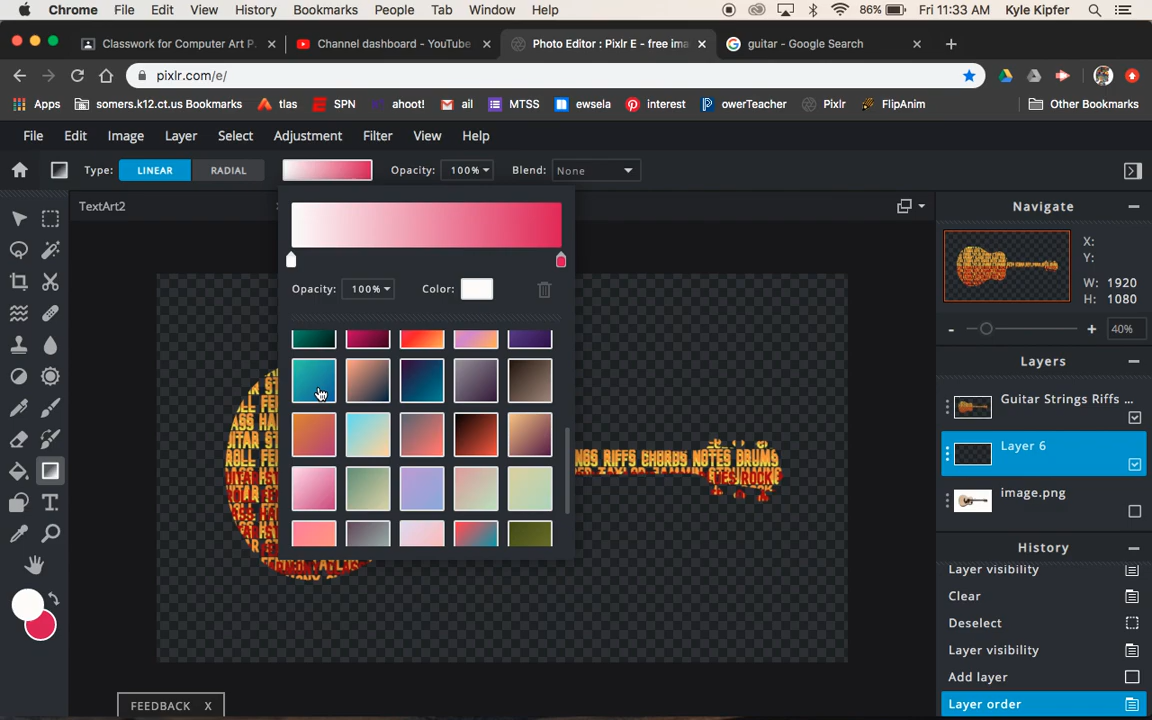 Chrome File Edit View History Bookmarks People Tab Window Help 86% Fri 11:33 AM Kyle Kipfer
Classwork for Computer Art P. × Channel dashboard - YouTube × Photo Editor : Pixlr E - free ima × guitar - Google Search × +
pixlr.com/e/
Apps somers.k12.ct.us Bookmarks tlas SPN ahoot! ail MTSS ewsela interest owerTeacher Pixlr FlipAnim Other Bookmarks
File Edit Image Layer Select Adjustment Filter View Help
Type: LINEAR RADIAL Opacity: 100% Blend: None
TextArt2
Navigate
X:
Y:
W: 1920
H: 1080
- + 40%
Opacity: 100% Color:
Layers
Guitar Strings Riffs ...
Layer 6
image.png
NGS RIFFS CHORDS NOTES DRUMS
History
Layer visibility
Clear
Deselect
Layer visibility
Add layer
Layer order
FEEDBACK X